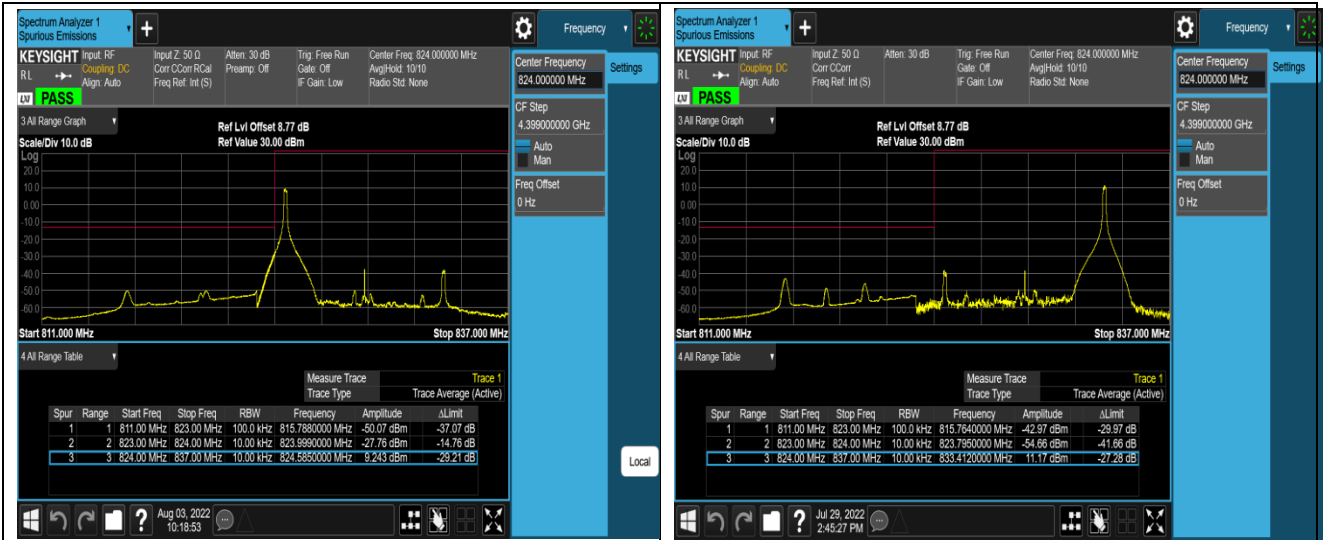 Spectrum Analyzer 1
Spurious Emissions
Frequency
KEYSIGHT Input: RF Input Z: 50 Ω Atten: 30 dB Trig: Free Run Center Freq: 824.000000 MHz
Coupling: DC Corr CCorr RCal Preamp: Off Gate: Off Avg|Hold: 10/10
RL Align: Auto Freq Ref: Int (S) IF Gain: Low Radio Std: None
LXI PASS
Center Frequency
824.000000 MHz
Settings
CF Step
4.399000000 GHz
Auto
Man
Freq Offset
0 Hz
3 All Range Graph
Ref Lvl Offset 8.77 dB
Scale/Div 10.0 dB Ref Value 30.00 dBm
Log
20.0
10.0
0.00
-10.0
-20.0
-30.0
-40.0
-50.0
-60.0
Start 811.000 MHz Stop 837.000 MHz
4 All Range Table
Measure Trace Trace 1
Trace Type Trace Average (Active)
Spur Range Start Freq Stop Freq RBW Frequency Amplitude ΔLimit
1 1 811.00 MHz 823.00 MHz 100.0 kHz 815.7880000 MHz -50.07 dBm -37.07 dB
2 2 823.00 MHz 824.00 MHz 10.00 kHz 823.9990000 MHz -27.76 dBm -14.76 dB
3 3 824.00 MHz 837.00 MHz 10.00 kHz 824.5850000 MHz 9.243 dBm -29.21 dB
Local
? Aug 03, 2022
10:18:53
Spectrum Analyzer 1
Spurious Emissions
Frequency
KEYSIGHT Input: RF Input Z: 50 Ω Atten: 30 dB Trig: Free Run Center Freq: 824.000000 MHz
Coupling: DC Corr CCorr Preamp: Off Gate: Off Avg|Hold: 10/10
RL Align: Auto Freq Ref: Int (S) IF Gain: Low Radio Std: None
LXI PASS
Center Frequency
824.000000 MHz
Settings
CF Step
4.399000000 GHz
Auto
Man
Freq Offset
0 Hz
3 All Range Graph
Ref Lvl Offset 8.77 dB
Scale/Div 10.0 dB Ref Value 30.00 dBm
Log
20.0
10.0
0.00
-10.0
-20.0
-30.0
-40.0
-50.0
-60.0
Start 811.000 MHz Stop 837.000 MHz
4 All Range Table
Measure Trace Trace 1
Trace Type Trace Average (Active)
Spur Range Start Freq Stop Freq RBW Frequency Amplitude ΔLimit
1 1 811.00 MHz 823.00 MHz 100.0 kHz 815.7640000 MHz -42.97 dBm -29.97 dB
2 2 823.00 MHz 824.00 MHz 10.00 kHz 823.7950000 MHz -54.66 dBm -41.66 dB
3 3 824.00 MHz 837.00 MHz 10.00 kHz 833.4120000 MHz 11.17 dBm -27.28 dB
? Jul 29, 2022
2:45:27 PM